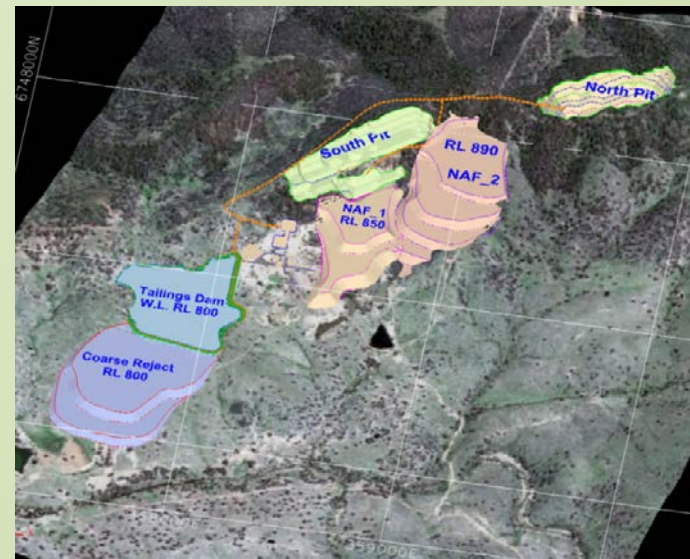 6748000N
North Pit
South Pit
RL 890
NAF_2
NAF_1
RL 850
Tailings Dam
W.L. RL 800
Coarse Reject
RL 800
359000E